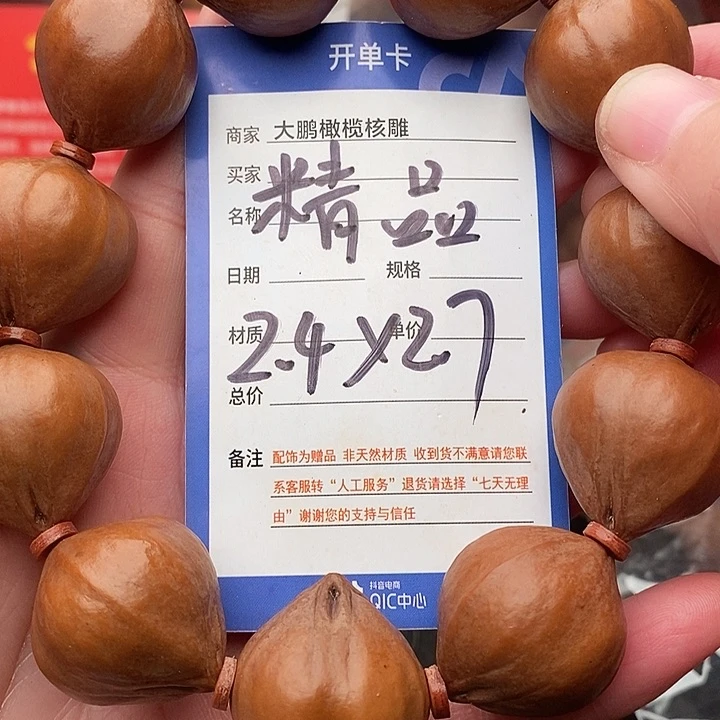 开单卡
商家 大鹏橄榄核雕
买家
精品
名称
日期 规格
材质 单价
2.4X2.7
总价
备注 配饰为赠品 非天然材质 收到货不满意请您联
系客服转“人工服务”退货请选择“七天无理
由”谢谢您的支持与信任
抖音电商
QIC中心